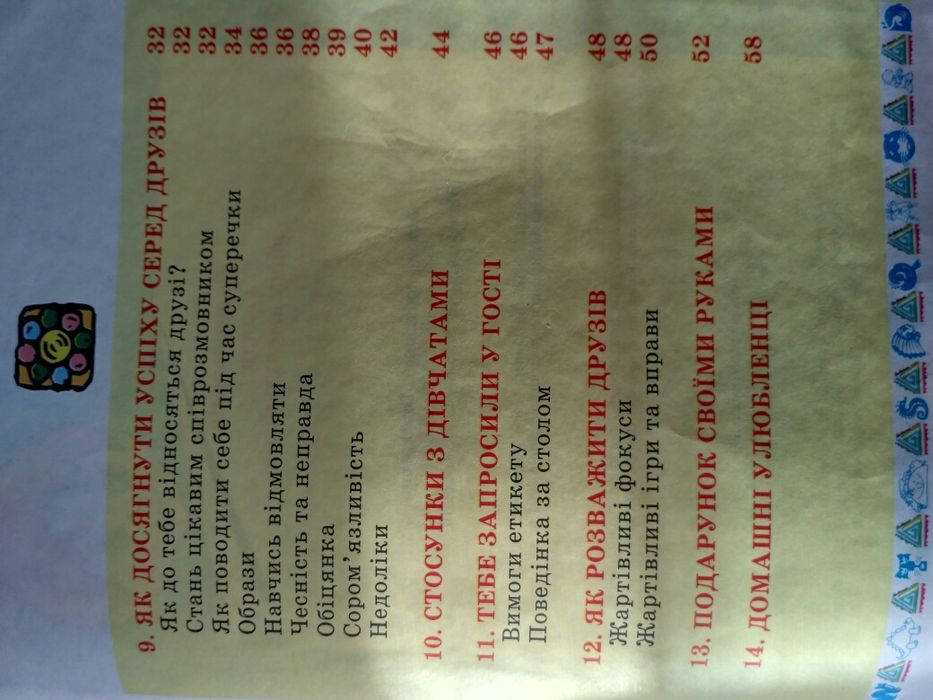 9. ЯК ДОСЯГНУТИ УСПІХУ СЕРЕД ДРУЗІВ 32
Як до тебе відносяться друзі? 32
Стань цікавим співрозмовником 32
Як поводити себе під час суперечки 34
Образи 36
Навчись відмовляти 36
Чесність та неправда 38
Обіцянка 39
Сором'язливість 40
Недоліки 42
10. СТОСУНКИ З ДІВЧАТАМИ 44
11. ТЕБЕ ЗАПРОСИЛИ У ГОСТІ 46
Вимоги етикету 46
Поведінка за столом 47
12. ЯК РОЗВАЖИТИ ДРУЗІВ 48
Жартівливі фокуси 48
Жартівливі ігри та вправи 50
13. ПОДАРУНОК СВОЇМИ РУКАМИ 52
14. ДОМАШНІ УЛЮБЛЕНЦІ 58